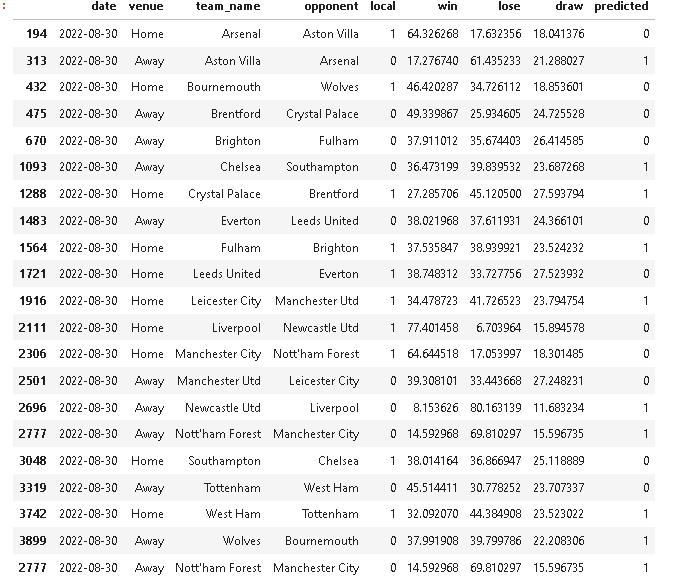 date venue team_name opponent local win lose draw predicted
194 2022-08-30 Home Arsenal Aston Villa 1 64.326268 17.632356 18.041376 0
313 2022-08-30 Away Aston Villa Arsenal 0 17.276740 61.435233 21.288027 1
432 2022-08-30 Home Bournemouth Wolves 1 46.420287 34.726112 18.853601 0
475 2022-08-30 Away Brentford Crystal Palace 0 49.339867 25.934605 24.725528 0
670 2022-08-30 Away Brighton Fulham 0 37.911012 35.674403 26.414585 0
1093 2022-08-30 Away Chelsea Southampton 0 36.473199 39.839532 23.687268 1
1288 2022-08-30 Home Crystal Palace Brentford 1 27.285706 45.120500 27.593794 1
1483 2022-08-30 Away Everton Leeds United 0 38.021968 37.611931 24.366101 0
1564 2022-08-30 Home Fulham Brighton 1 37.535847 38.939921 23.524232 1
1721 2022-08-30 Home Leeds United Everton 1 38.748312 33.727756 27.523932 0
1916 2022-08-30 Home Leicester City Manchester Utd 1 34.478723 41.726523 23.794754 1
2111 2022-08-30 Home Liverpool Newcastle Utd 1 77.401458 6.703964 15.894578 0
2306 2022-08-30 Home Manchester City Nott'ham Forest 1 64.644518 17.053997 18.301485 0
2501 2022-08-30 Away Manchester Utd Leicester City 0 39.308101 33.443668 27.248231 0
2696 2022-08-30 Away Newcastle Utd Liverpool 0 8.153626 80.163139 11.683234 1
2777 2022-08-30 Away Nott'ham Forest Manchester City 0 14.592968 69.810297 15.596735 1
3048 2022-08-30 Home Southampton Chelsea 1 38.014164 36.866947 25.118889 0
3319 2022-08-30 Away Tottenham West Ham 0 45.514411 30.778252 23.707337 0
3742 2022-08-30 Home West Ham Tottenham 1 32.092070 44.384908 23.523022 1
3899 2022-08-30 Away Wolves Bournemouth 0 37.991908 39.799786 22.208306 1
2777 2022-08-30 Away Nott'ham Forest Manchester City 0 14.592968 69.810297 15.596735 1